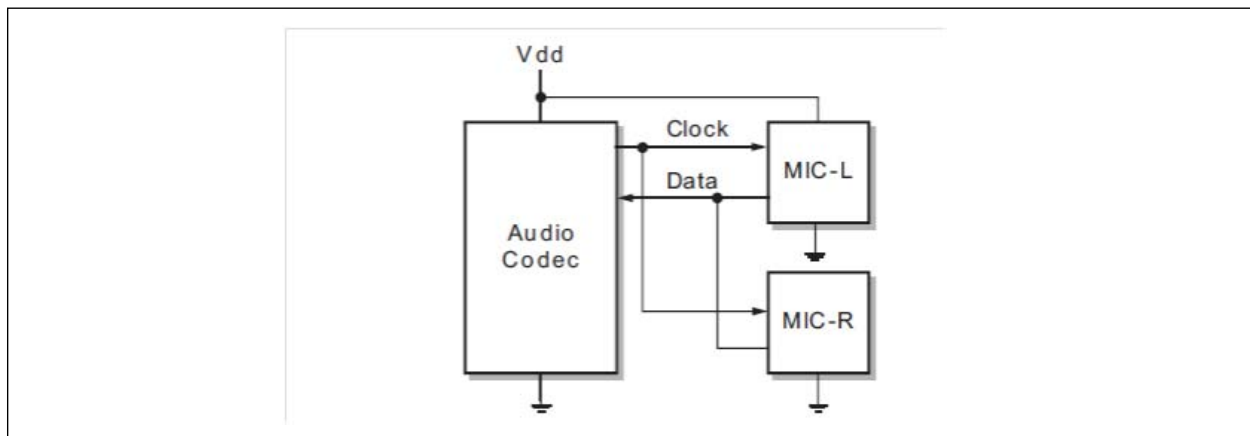 Vdd
Clock
MIC-L
Data
Audio
Codec
MIC-R